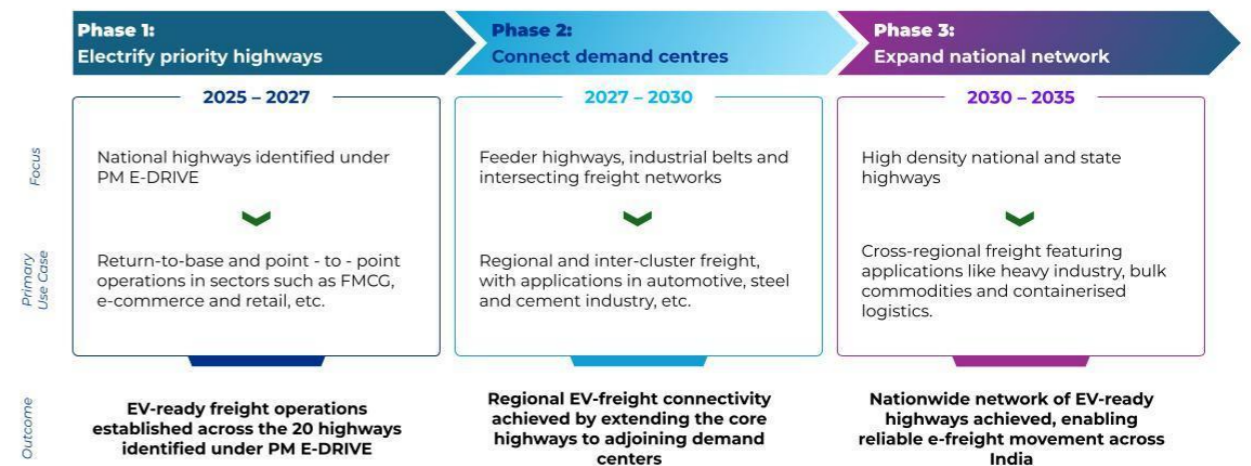 Phase 1:
Electrify priority highways
Phase 2:
Connect demand centres
Phase 3:
Expand national network
2025 – 2027
2027 – 2030
2030 – 2035
Focus
National highways identified under
PM E-DRIVE
Feeder highways, industrial belts and
intersecting freight networks
High density national and state
highways
Primary
Use Case
Return-to-base and point - to - point
operations in sectors such as FMCG,
e-commerce and retail, etc.
Regional and inter-cluster freight,
with applications in automotive, steel
and cement industry, etc.
Cross-regional freight featuring
applications like heavy industry, bulk
commodities and containerised
logistics.
Outcome
EV-ready freight operations
established across the 20 highways
identified under PM E-DRIVE
Regional EV-freight connectivity
achieved by extending the core
highways to adjoining demand
centers
Nationwide network of EV-ready
highways achieved, enabling
reliable e-freight movement across
India